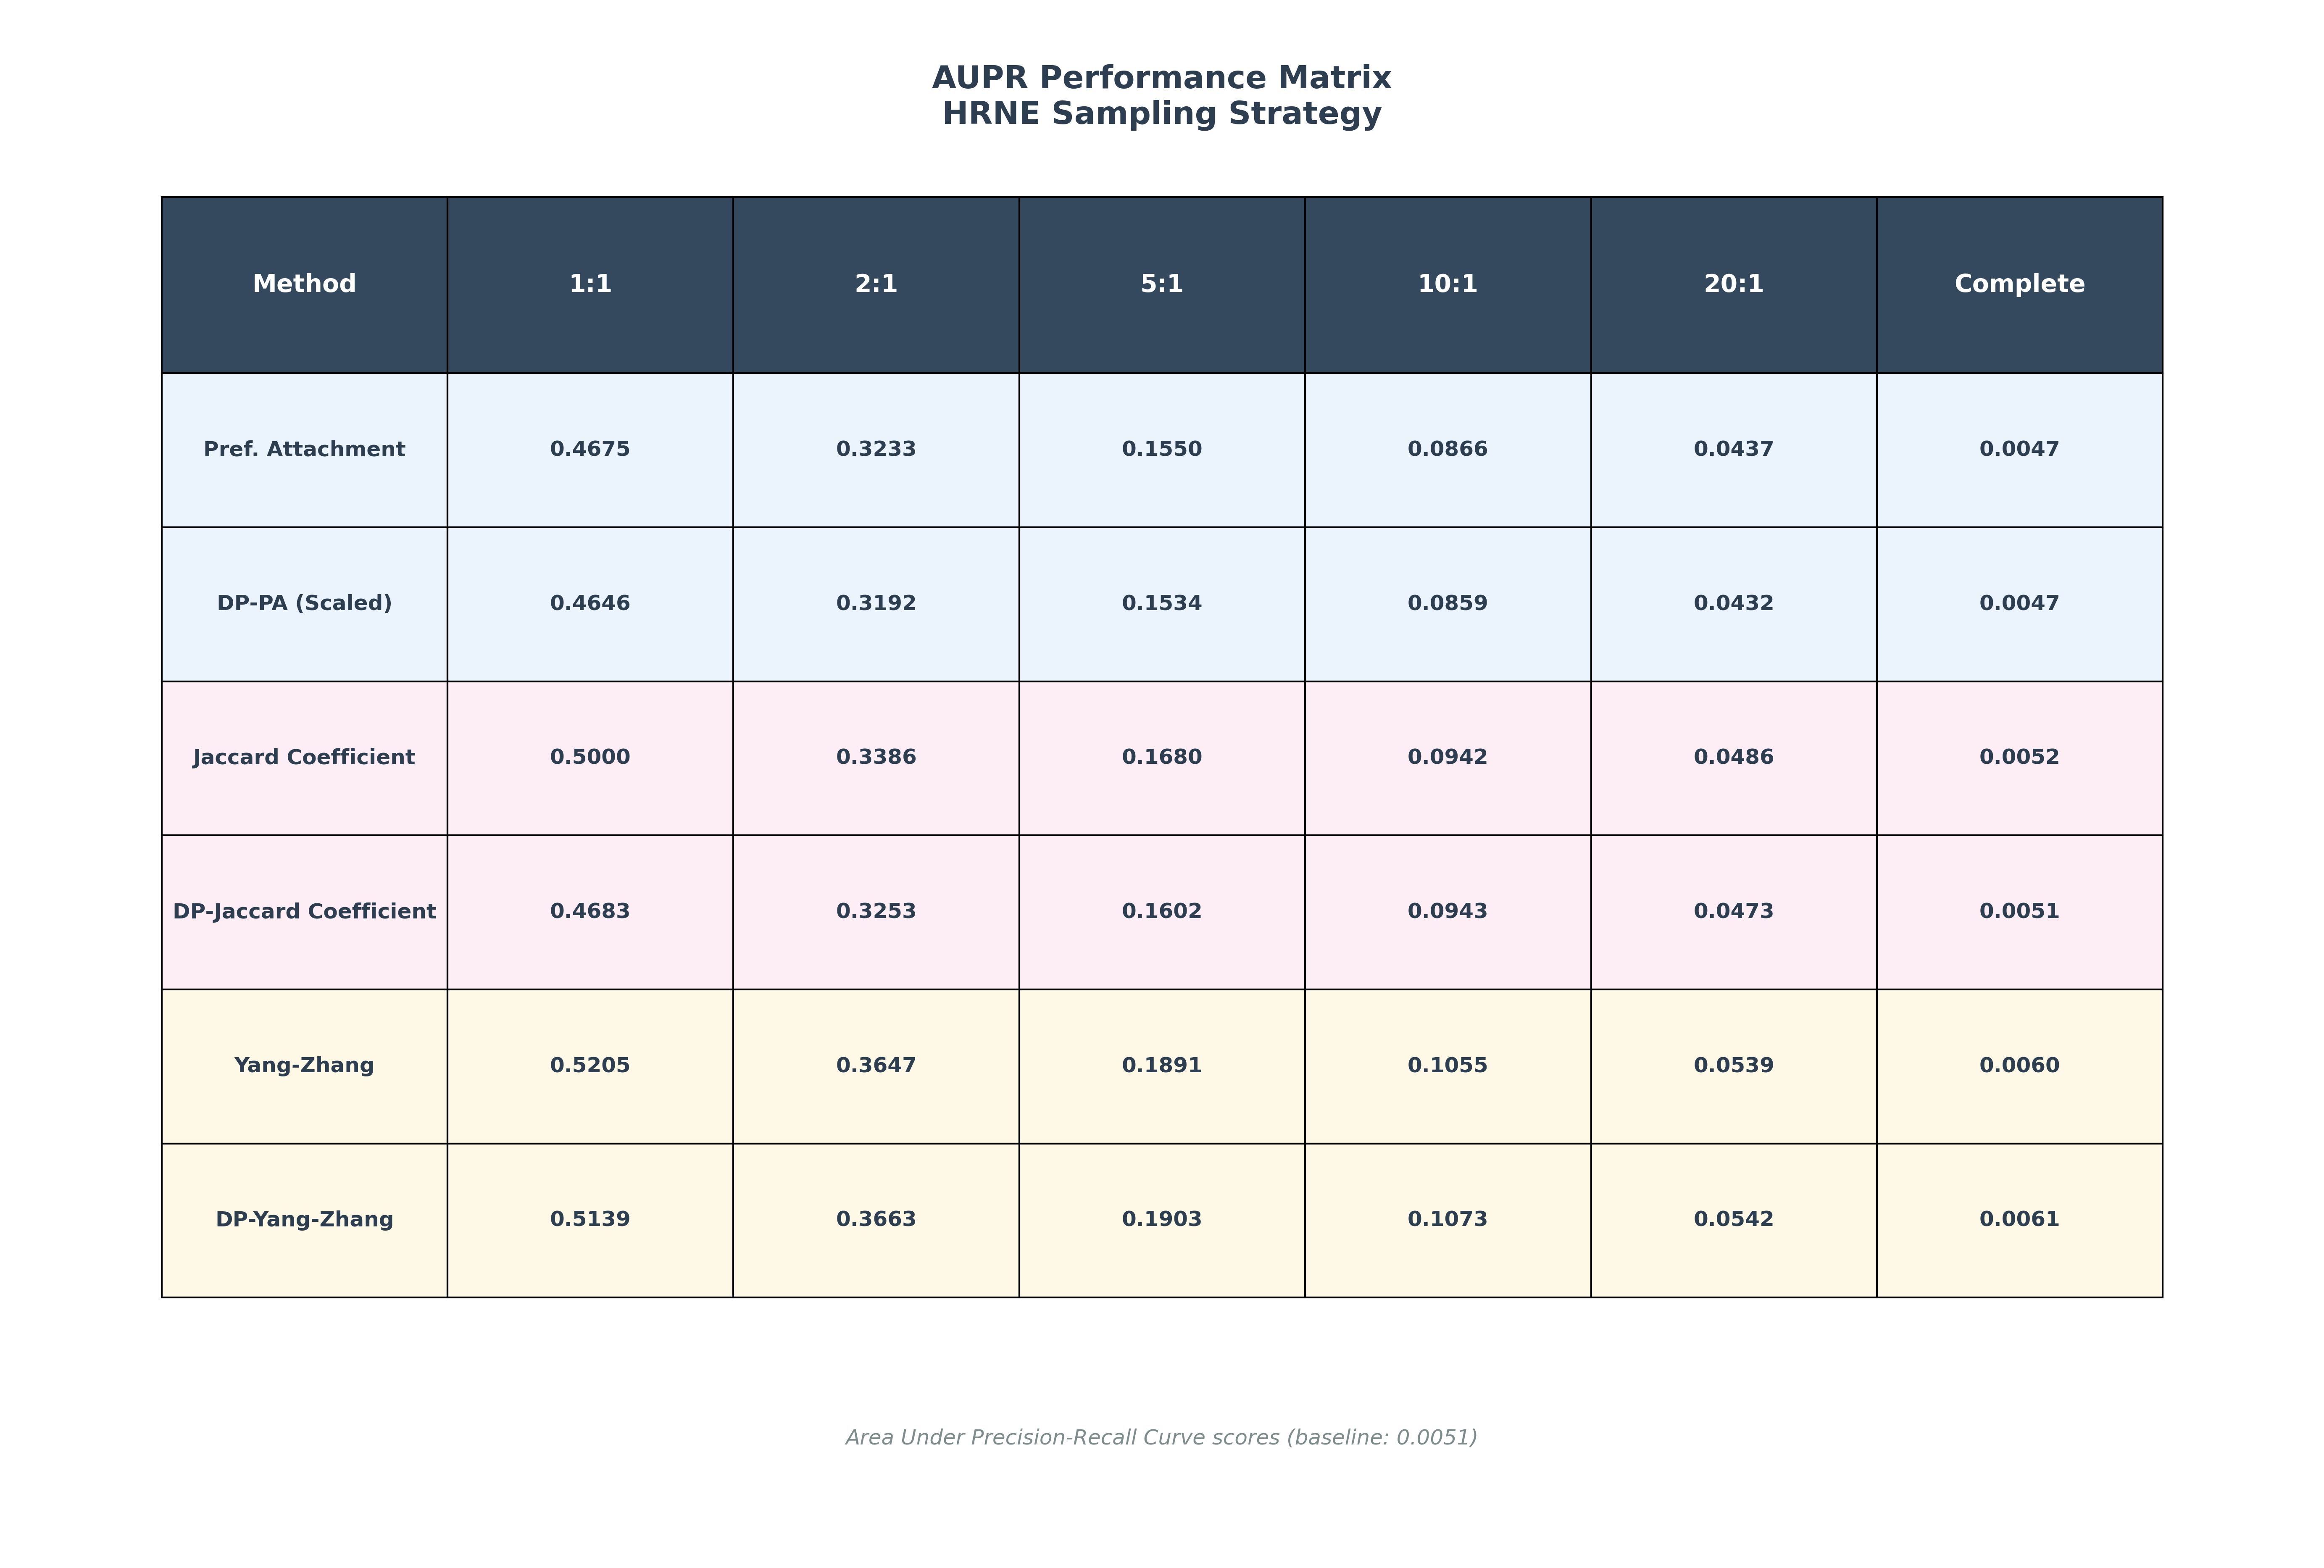 AUPR Performance Matrix
HRNE Sampling Strategy
Method 1:1 2:1 5:1 10:1 20:1 Complete
Pref. Attachment 0.4675 0.3233 0.1550 0.0866 0.0437 0.0047
DP-PA (Scaled) 0.4646 0.3192 0.1534 0.0859 0.0432 0.0047
Jaccard Coefficient 0.5000 0.3386 0.1680 0.0942 0.0486 0.0052
DP-Jaccard Coefficient 0.4683 0.3253 0.1602 0.0943 0.0473 0.0051
Yang-Zhang 0.5205 0.3647 0.1891 0.1055 0.0539 0.0060
DP-Yang-Zhang 0.5139 0.3663 0.1903 0.1073 0.0542 0.0061
Area Under Precision-Recall Curve scores (baseline: 0.0051)